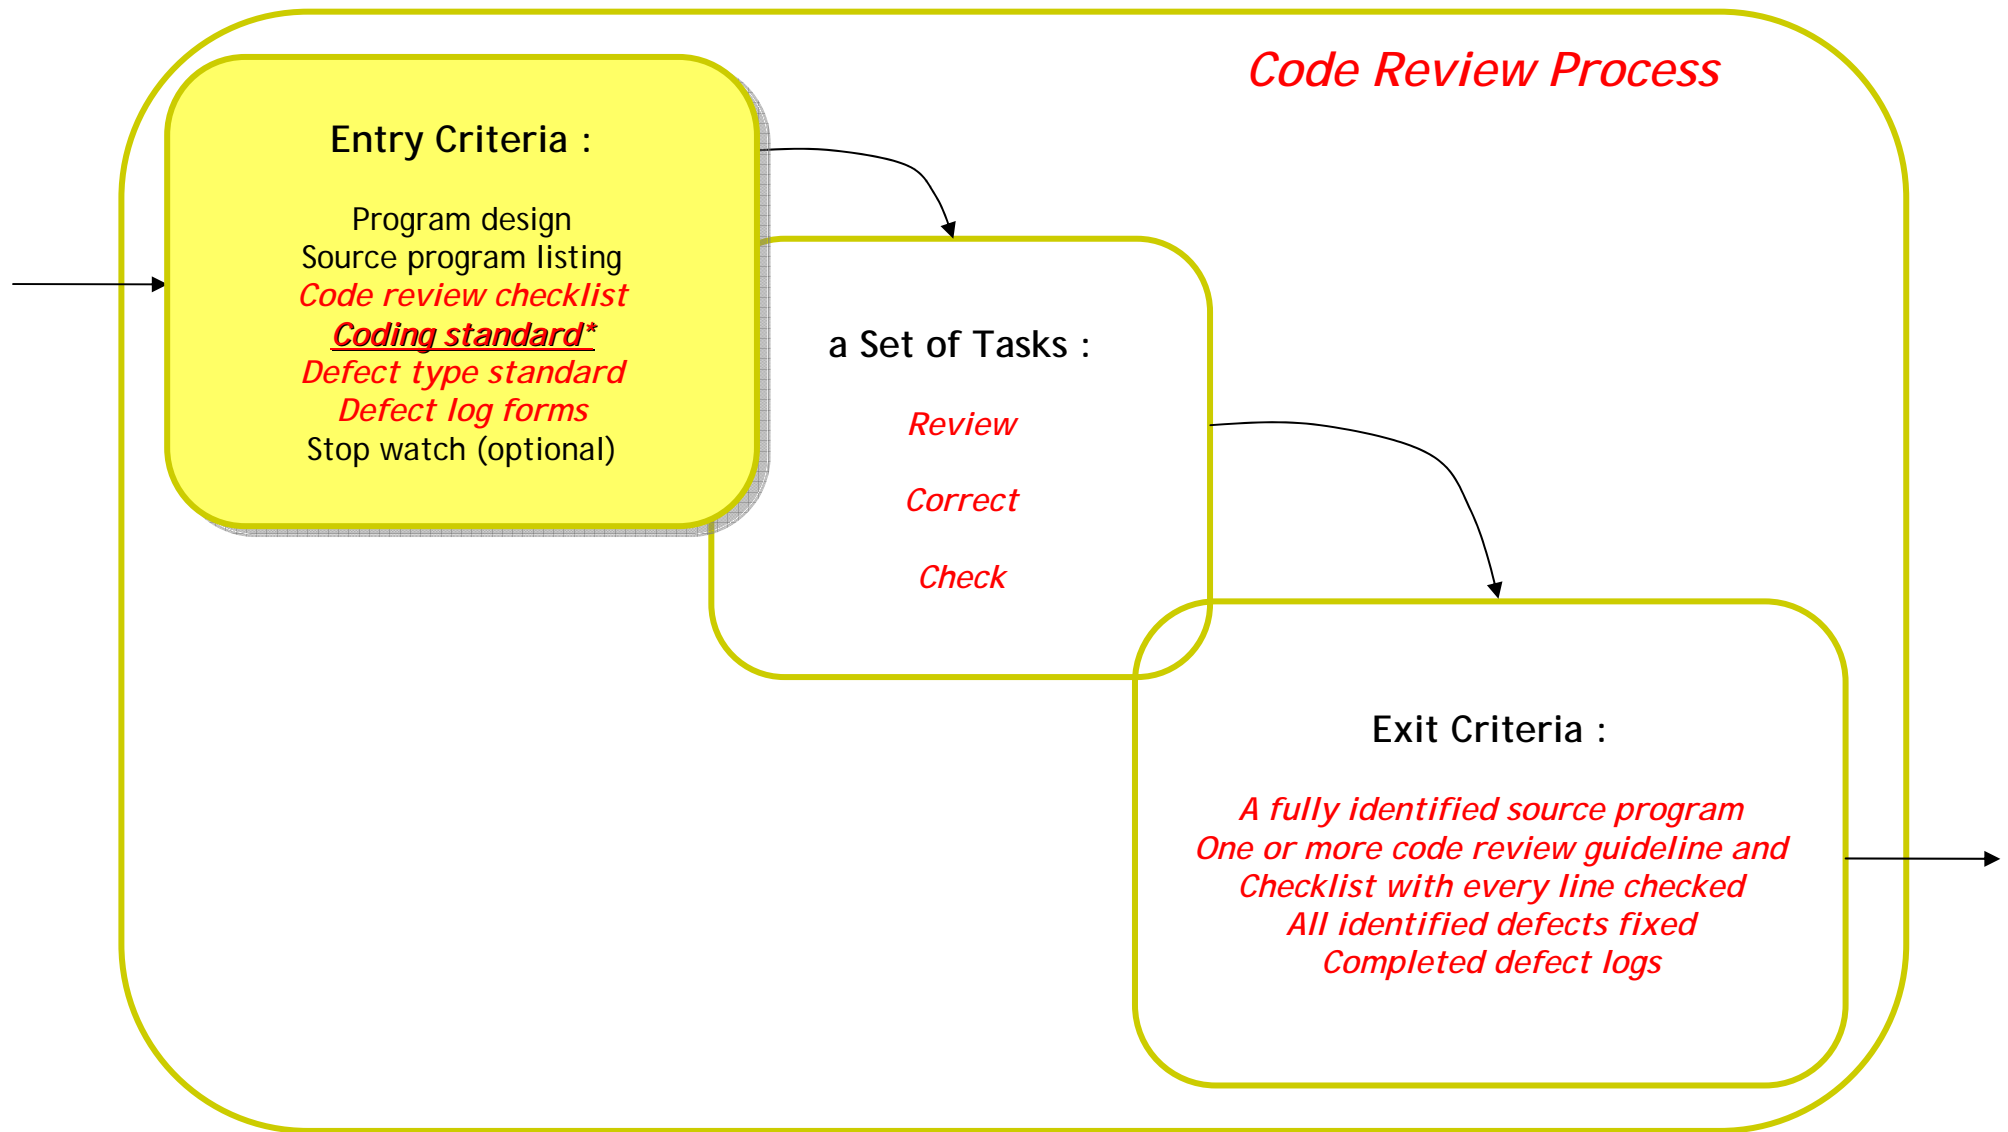 Code Review Process
Entry Criteria :
Program design
Source program listing
Code review checklist
Coding standard*
Defect type standard
Defect log forms
Stop watch (optional)
a Set of Tasks :
Review
Correct
Check
Exit Criteria :
A fully identified source program
One or more code review guideline and
Checklist with every line checked
All identified defects fixed
Completed defect logs